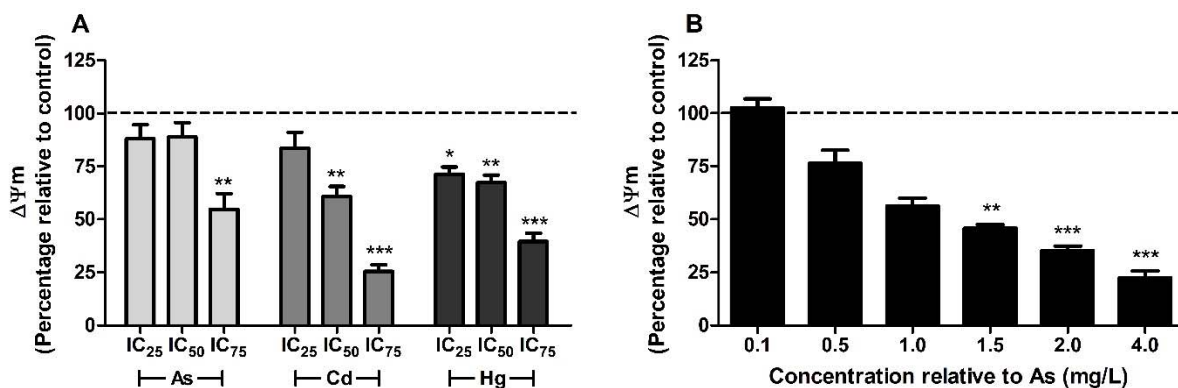 A
ΔΨm
(Percentage relative to control)
125
100
75
50
25
0
** ** *** * ** ***
IC25 IC50 IC75 IC25 IC50 IC75 IC25 IC50 IC75
As Cd Hg
B
ΔΨm
(Percentage relative to control)
125
100
75
50
25
0
** *** ***
0.1 0.5 1.0 1.5 2.0 4.0
Concentration relative to As (mg/L)